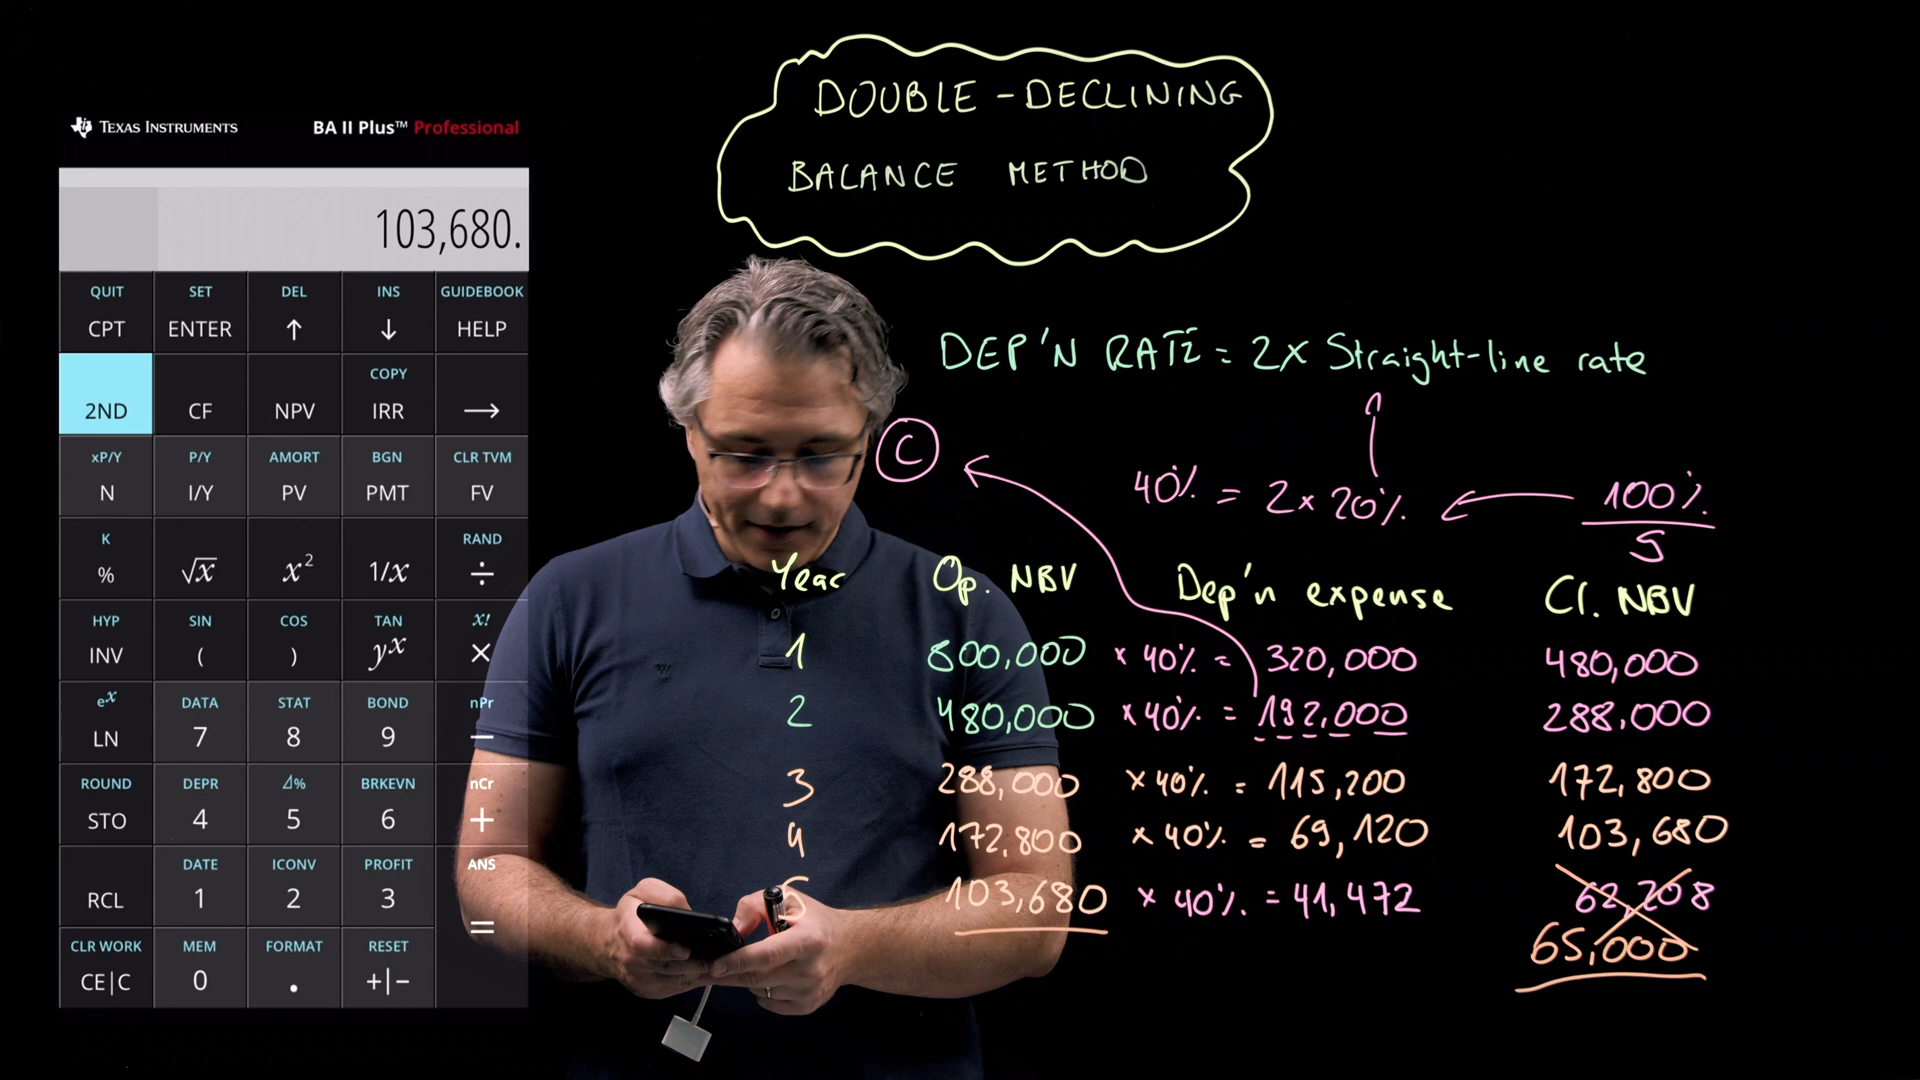 TEXAS INSTRUMENTS BA II Plus™ Professional
103,680.
QUIT SET DEL INS GUIDEBOOK
CPT ENTER ↑ ↓ HELP
COPY
2ND CF NPV IRR →
xP/Y P/Y AMORT BGN CLR TVM
N I/Y PV PMT FV
K RAND
% √x x² 1/x ÷
HYP SIN COS TAN x!
INV ( ) yˣ ×
eˣ DATA STAT BOND nPr
LN 7 8 9 −
ROUND DEPR Δ% BRKEVN nCr
STO 4 5 6 +
DATE ICONV PROFIT ANS
RCL 1 2 3 =
CLR WORK MEM FORMAT RESET
CE|C 0 . +|−
DOUBLE-DECLINING
BALANCE METHOD
DEP'N RATE = 2x Straight-line rate
C
40% = 2x 20% ← 100%
5
Year Op. NBV Dep'n expense Cl. NBV
1 800,000 x 40% = 320,000 480,000
2 480,000 x 40% = 192,000 288,000
3 288,000 x 40% = 115,200 172,800
4 172,800 x 40% = 69,120 103,680
5 103,680 x 40% = 41,472 62,208
65,000